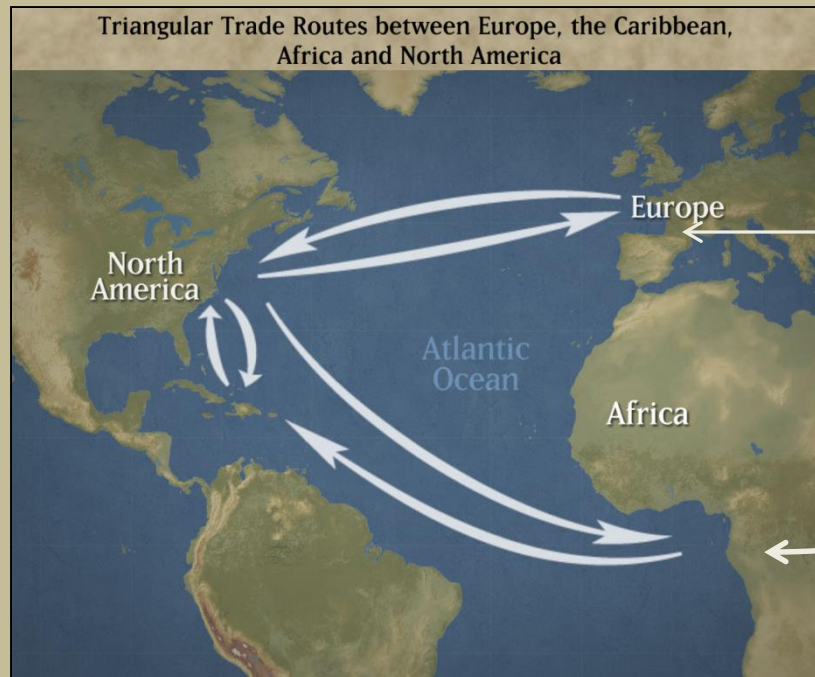 Triangular Trade Routes between Europe, the Caribbean,
Africa and North America
Europe
North
America
Atlantic
Ocean
Africa